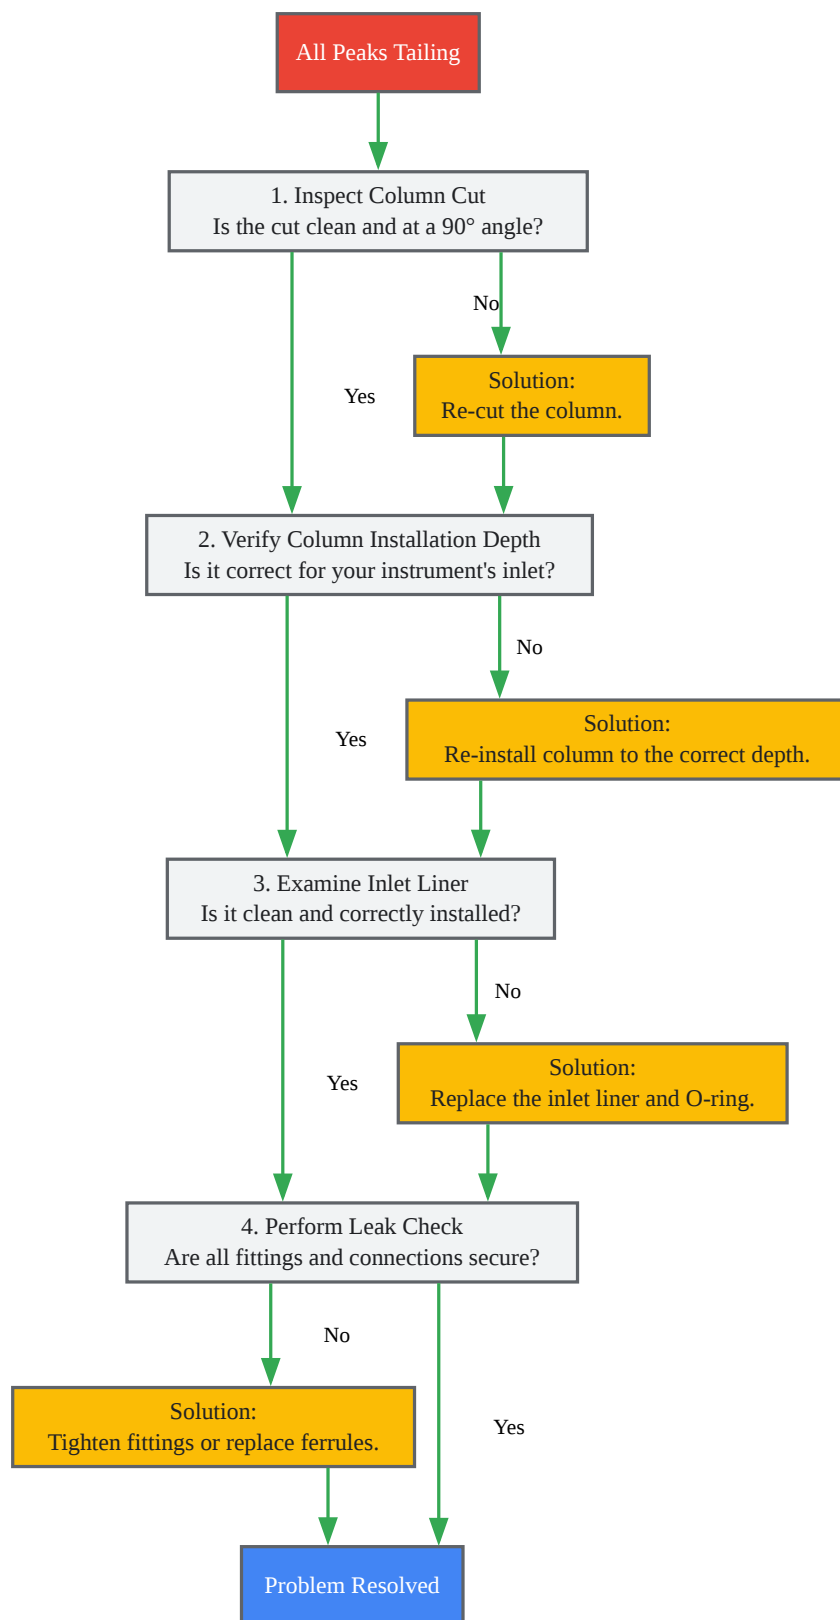 All Peaks Tailing
1. Inspect Column Cut
Is the cut clean and at a 90° angle?
No
Yes
Solution:
Re-cut the column.
2. Verify Column Installation Depth
Is it correct for your instrument's inlet?
No
Yes
Solution:
Re-install column to the correct depth.
3. Examine Inlet Liner
Is it clean and correctly installed?
No
Yes
Solution:
Replace the inlet liner and O-ring.
4. Perform Leak Check
Are all fittings and connections secure?
No
Solution:
Tighten fittings or replace ferrules.
Yes
Problem Resolved